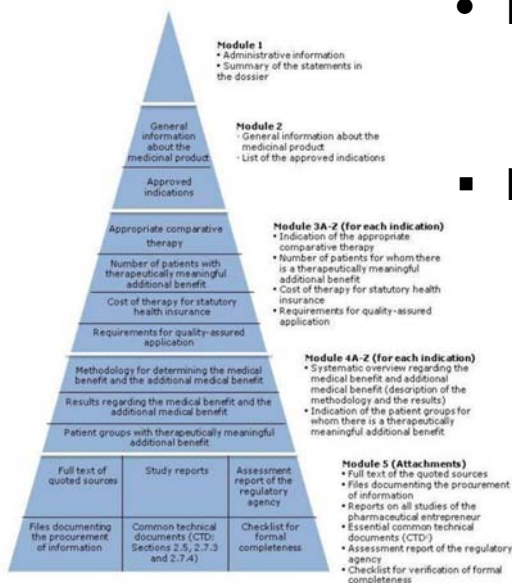 Module 1
• Administrative information
• Summary of the statements in
the dossier
General
information
about the
medicinal product
Approved
indications
Module 2
· General information about the
medicinal product
· List of the approved indications
Appropriate comparative
therapy
Number of patients with
therapeutically meaningful
additional benefit
Cost of therapy for statutory
health insurance
Requirements for quality-assured
application
Module 3A-Z (for each indication)
• Indication of the appropriate
comparative therapy
• Number of patients for whom there
is a therapeutically meaningful
additional benefit
• Cost of therapy for statutory health
insurance
• Requirements for quality-assured
application
Methodology for determining the medical
benefit and the additional medical benefit
Results regarding the medical benefit and the
additional medical benefit
Patient groups with therapeutically meaningful
additional benefit
Module 4A-Z (for each indication)
• Systematic overview regarding the
medical benefit and additional
medical benefit (description of the
methodology and the results)
• Indication of the patient groups for
whom there is a therapeutically
meaningful additional benefit
Full text of
quoted sources
Study reports
Assessment
report of the
regulatory
agency
Files documenting
the procurement
of information
Common technical
documents (CTD:
Sections 2.5, 2.7.3
and 2.7.4)
Checklist for
formal
completeness
Module 5 (Attachments)
• Full text of the quoted sources
• Files documenting the procurement
of information
• Reports on all studies of the
pharmaceutical entrepreneur
• Essential common technical
documents (CTD')
• Assessment report of the regulatory
agency
• Checklist for verification of formal
completeness